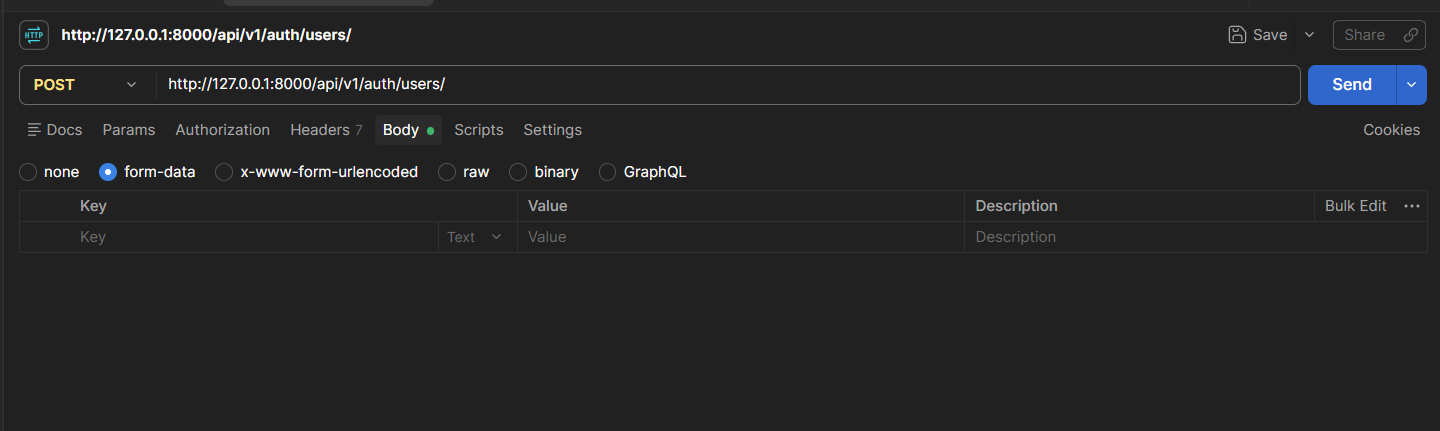 HTTP http://127.0.0.1:8000/api/v1/auth/users/ Save Share
POST http://127.0.0.1:8000/api/v1/auth/users/ Send
Docs Params Authorization Headers 7 Body Scripts Settings Cookies
none form-data x-www-form-urlencoded raw binary GraphQL
Key Value Description Bulk Edit
Key Text Value Description